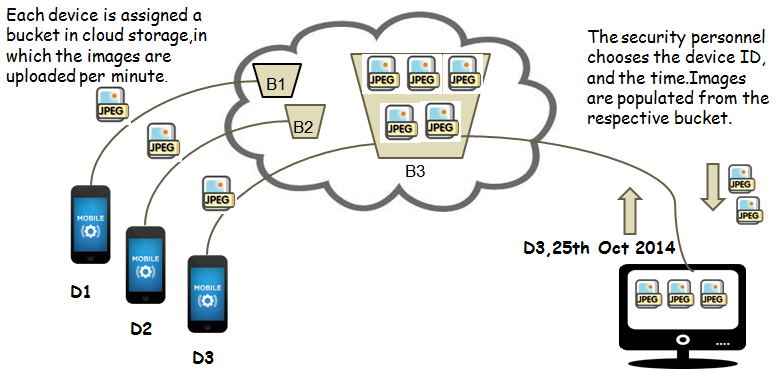 Each device is assigned a
bucket in cloud storage,in
which the images are
uploaded per minute.
The security personnel
chooses the device ID,
and the time.Images
are populated from the
respective bucket.
JPEG
JPEG
JPEG
B1
B2
JPEG JPEG JPEG
JPEG JPEG
B3
JPEG
JPEG
MOBILE
MOBILE
MOBILE
D1
D2
D3
D3,25th Oct 2014
JPEG JPEG JPEG